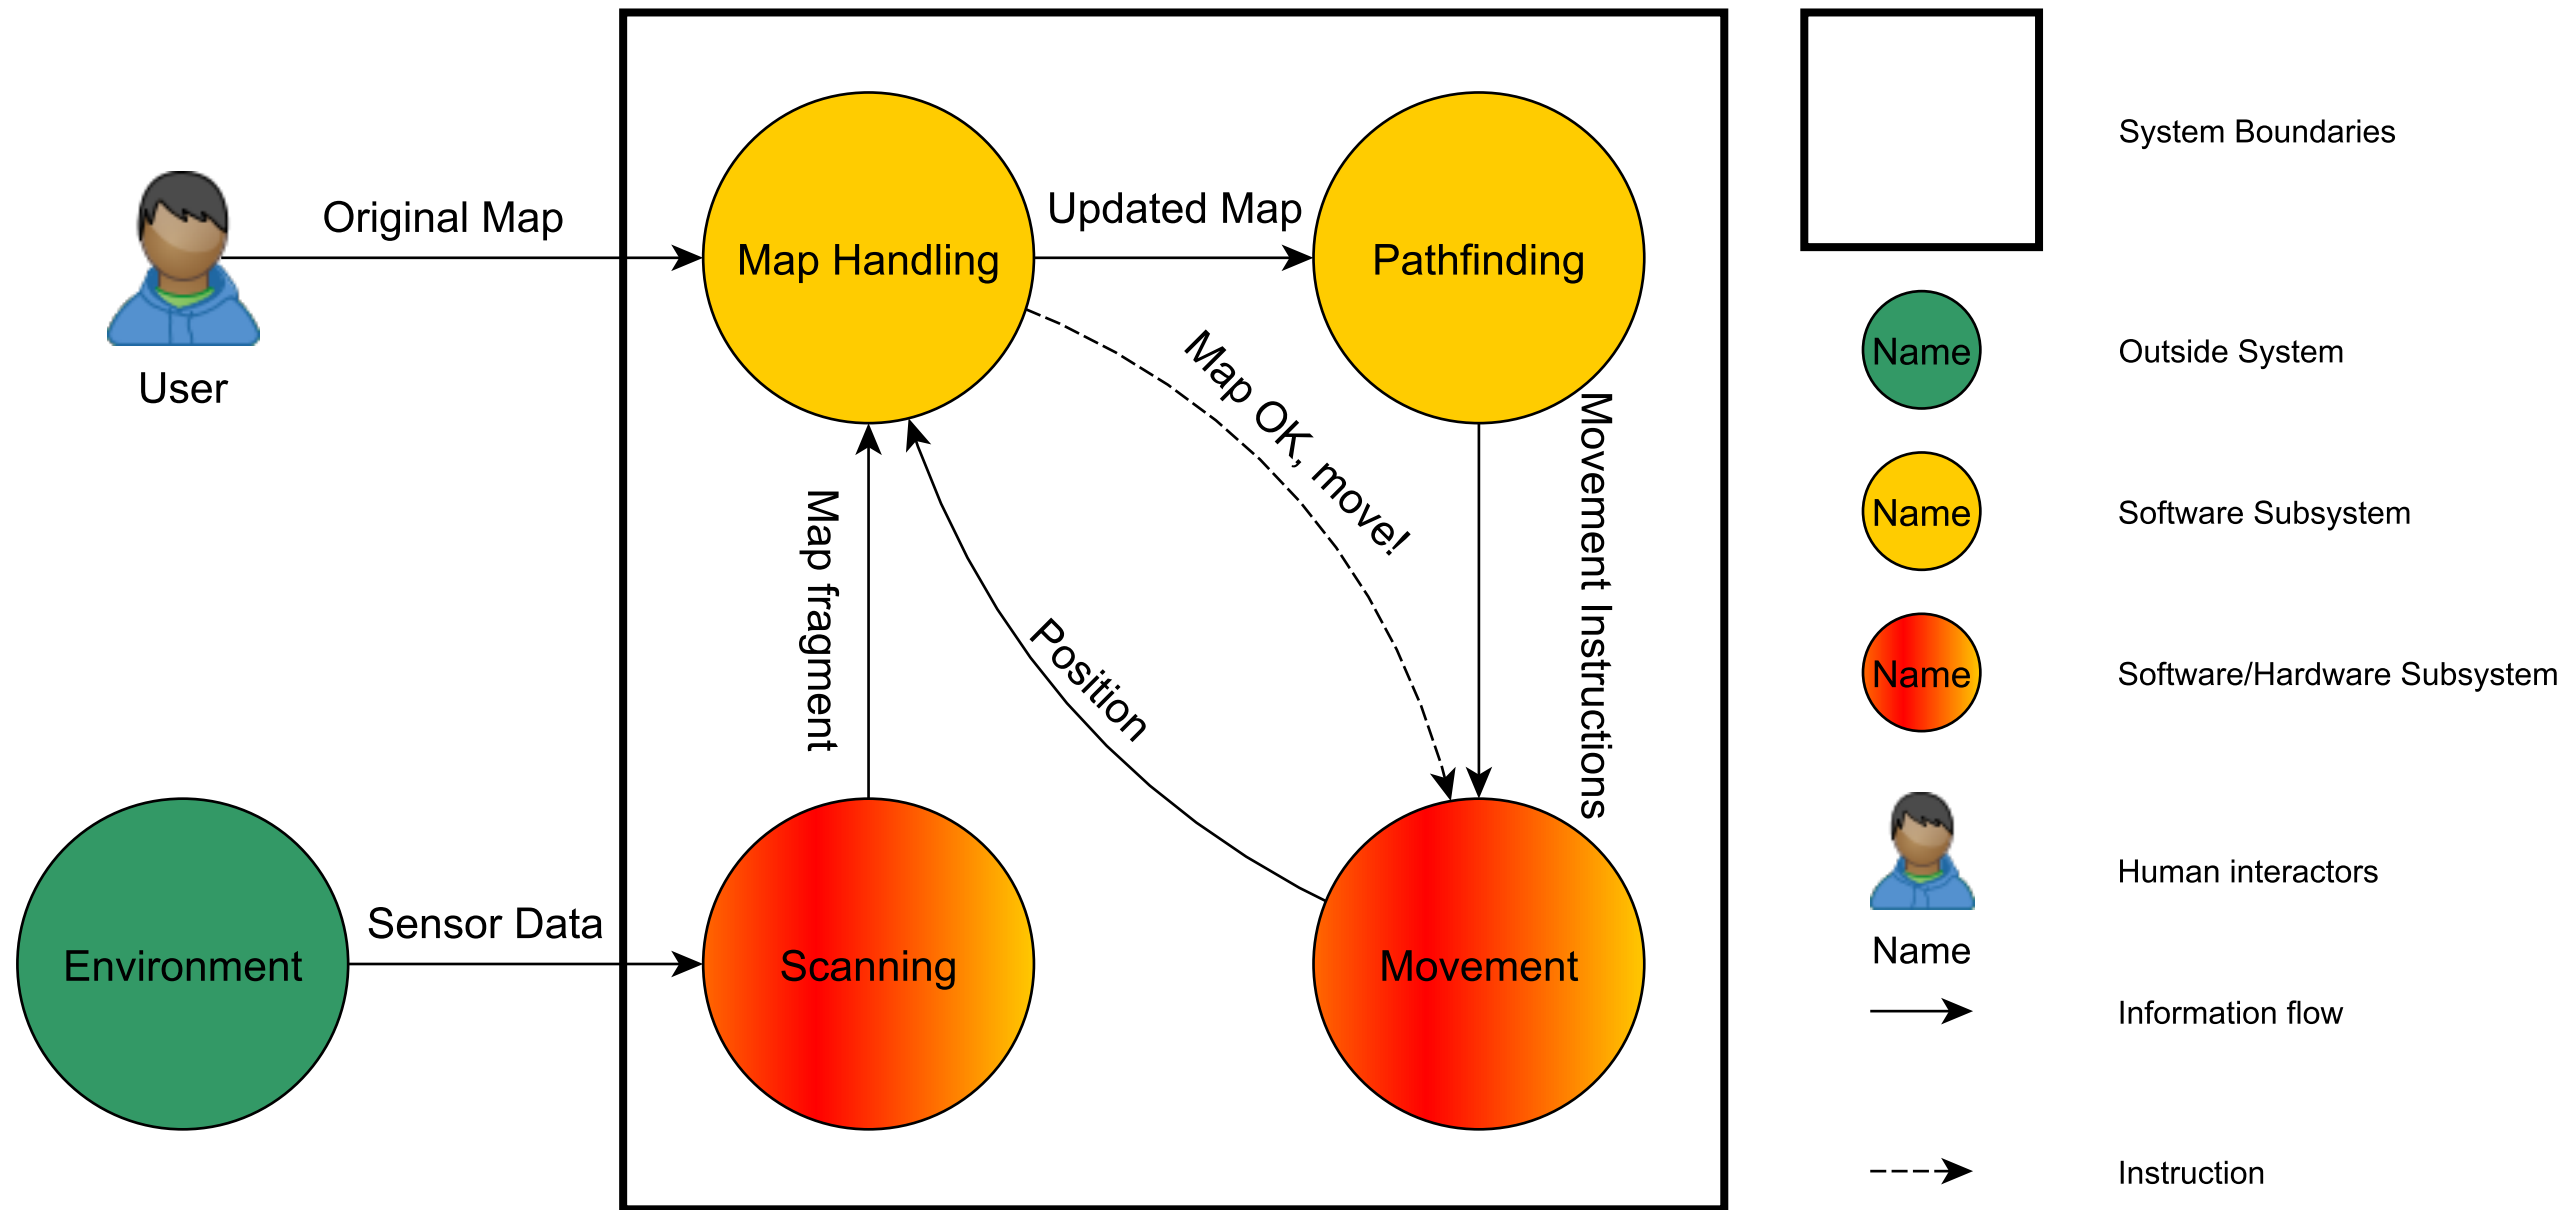 Original Map
User
Map Handling
Updated Map
Pathfinding
Map OK, move!
Movement Instructions
Map fragment
Position
Environment
Sensor Data
Scanning
Movement
System Boundaries
Name
Outside System
Name
Software Subsystem
Name
Software/Hardware Subsystem
Human interactors
Name
Information flow
Instruction